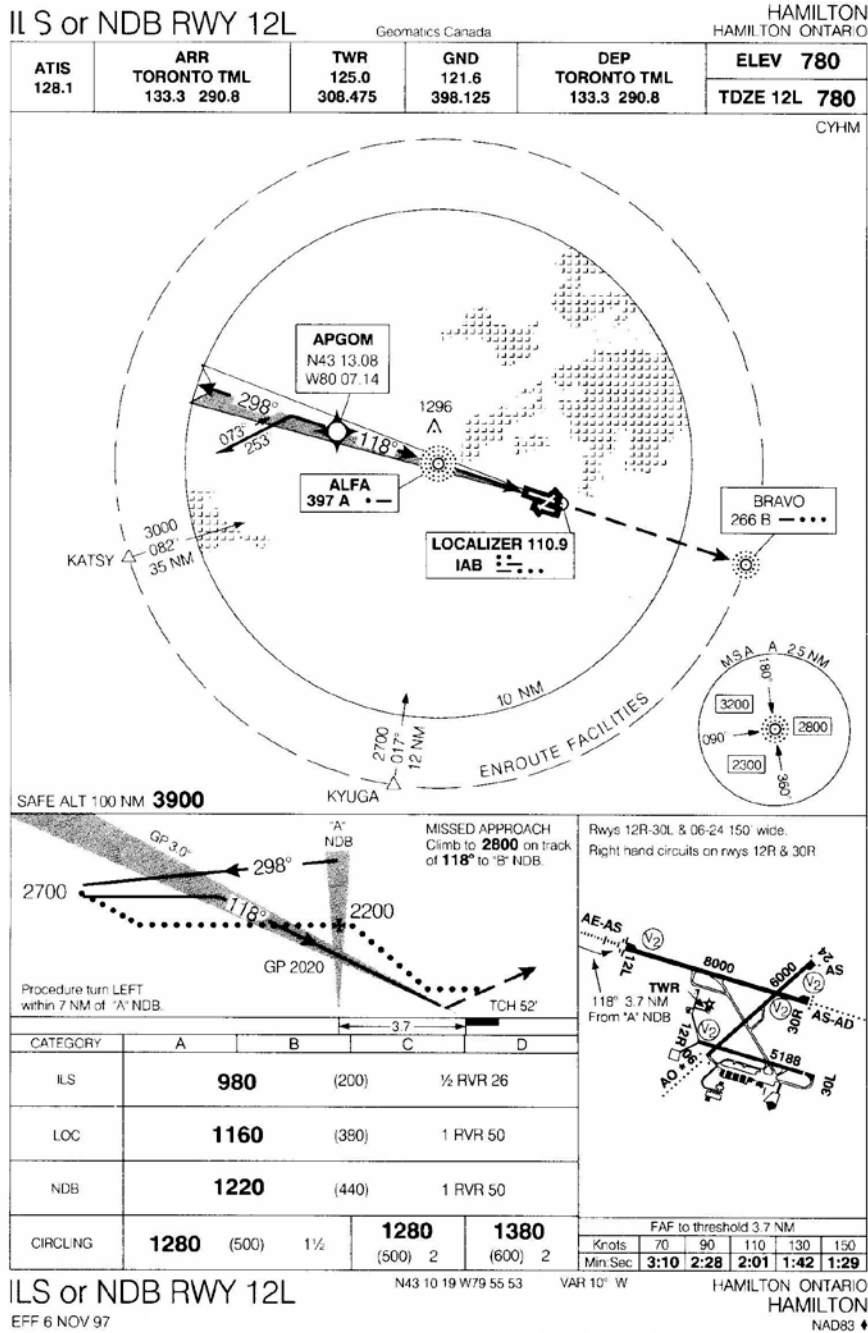 ILS or NDB RWY 12L
Geomatics Canada
HAMILTON
HAMILTON ONTARIO
ATIS
128.1
ARR
TORONTO TML
133.3 290.8
TWR
125.0
308.475
GND
121.6
398.125
DEP
TORONTO TML
133.3 290.8
ELEV 780
TDZE 12L 780
CYHM
APGOM
N43 13.08
W80 07.14
298°
073°
253
118°
1296
ALFA
397 A • —
LOCALIZER 110.9
IAB
BRAVO
266 B — • • •
KATSY
3000
082°
35 NM
10 NM
ENROUTE FACILITIES
2700
017°
12 NM
KYUGA
MSA A 25 NM
180°
3200
2800
090°
2300
360°
SAFE ALT 100 NM 3900
GP 3.0°
"A"
NDB
298°
2700
118°
2200
GP 2020
MISSED APPROACH
Climb to 2800 on track
of 118° to "B" NDB.
Procedure turn LEFT
within 7 NM of "A" NDB.
TCH 52'
3.7
Rwys 12R-30L & 06-24 150' wide.
Right hand circuits on rwys 12R & 30R
AE-AS
V2
12L
8000
6000
24
AS
V2
118° 3.7 NM
From "A" NDB
TWR
V2
30R
AS-AD
V2
12R
06
5188
AO
30L
CATEGORY A B C D
ILS 980 (200) ½ RVR 26
LOC 1160 (380) 1 RVR 50
NDB 1220 (440) 1 RVR 50
CIRCLING 1280 (500) 1½ 1280 (500) 2 1380 (600) 2
FAF to threshold 3.7 NM
Knots 70 90 110 130 150
Min:Sec 3:10 2:28 2:01 1:42 1:29
ILS or NDB RWY 12L
N43 10 19 W79 55 53
VAR 10° W
HAMILTON ONTARIO
HAMILTON
EFF 6 NOV 97
NAD83